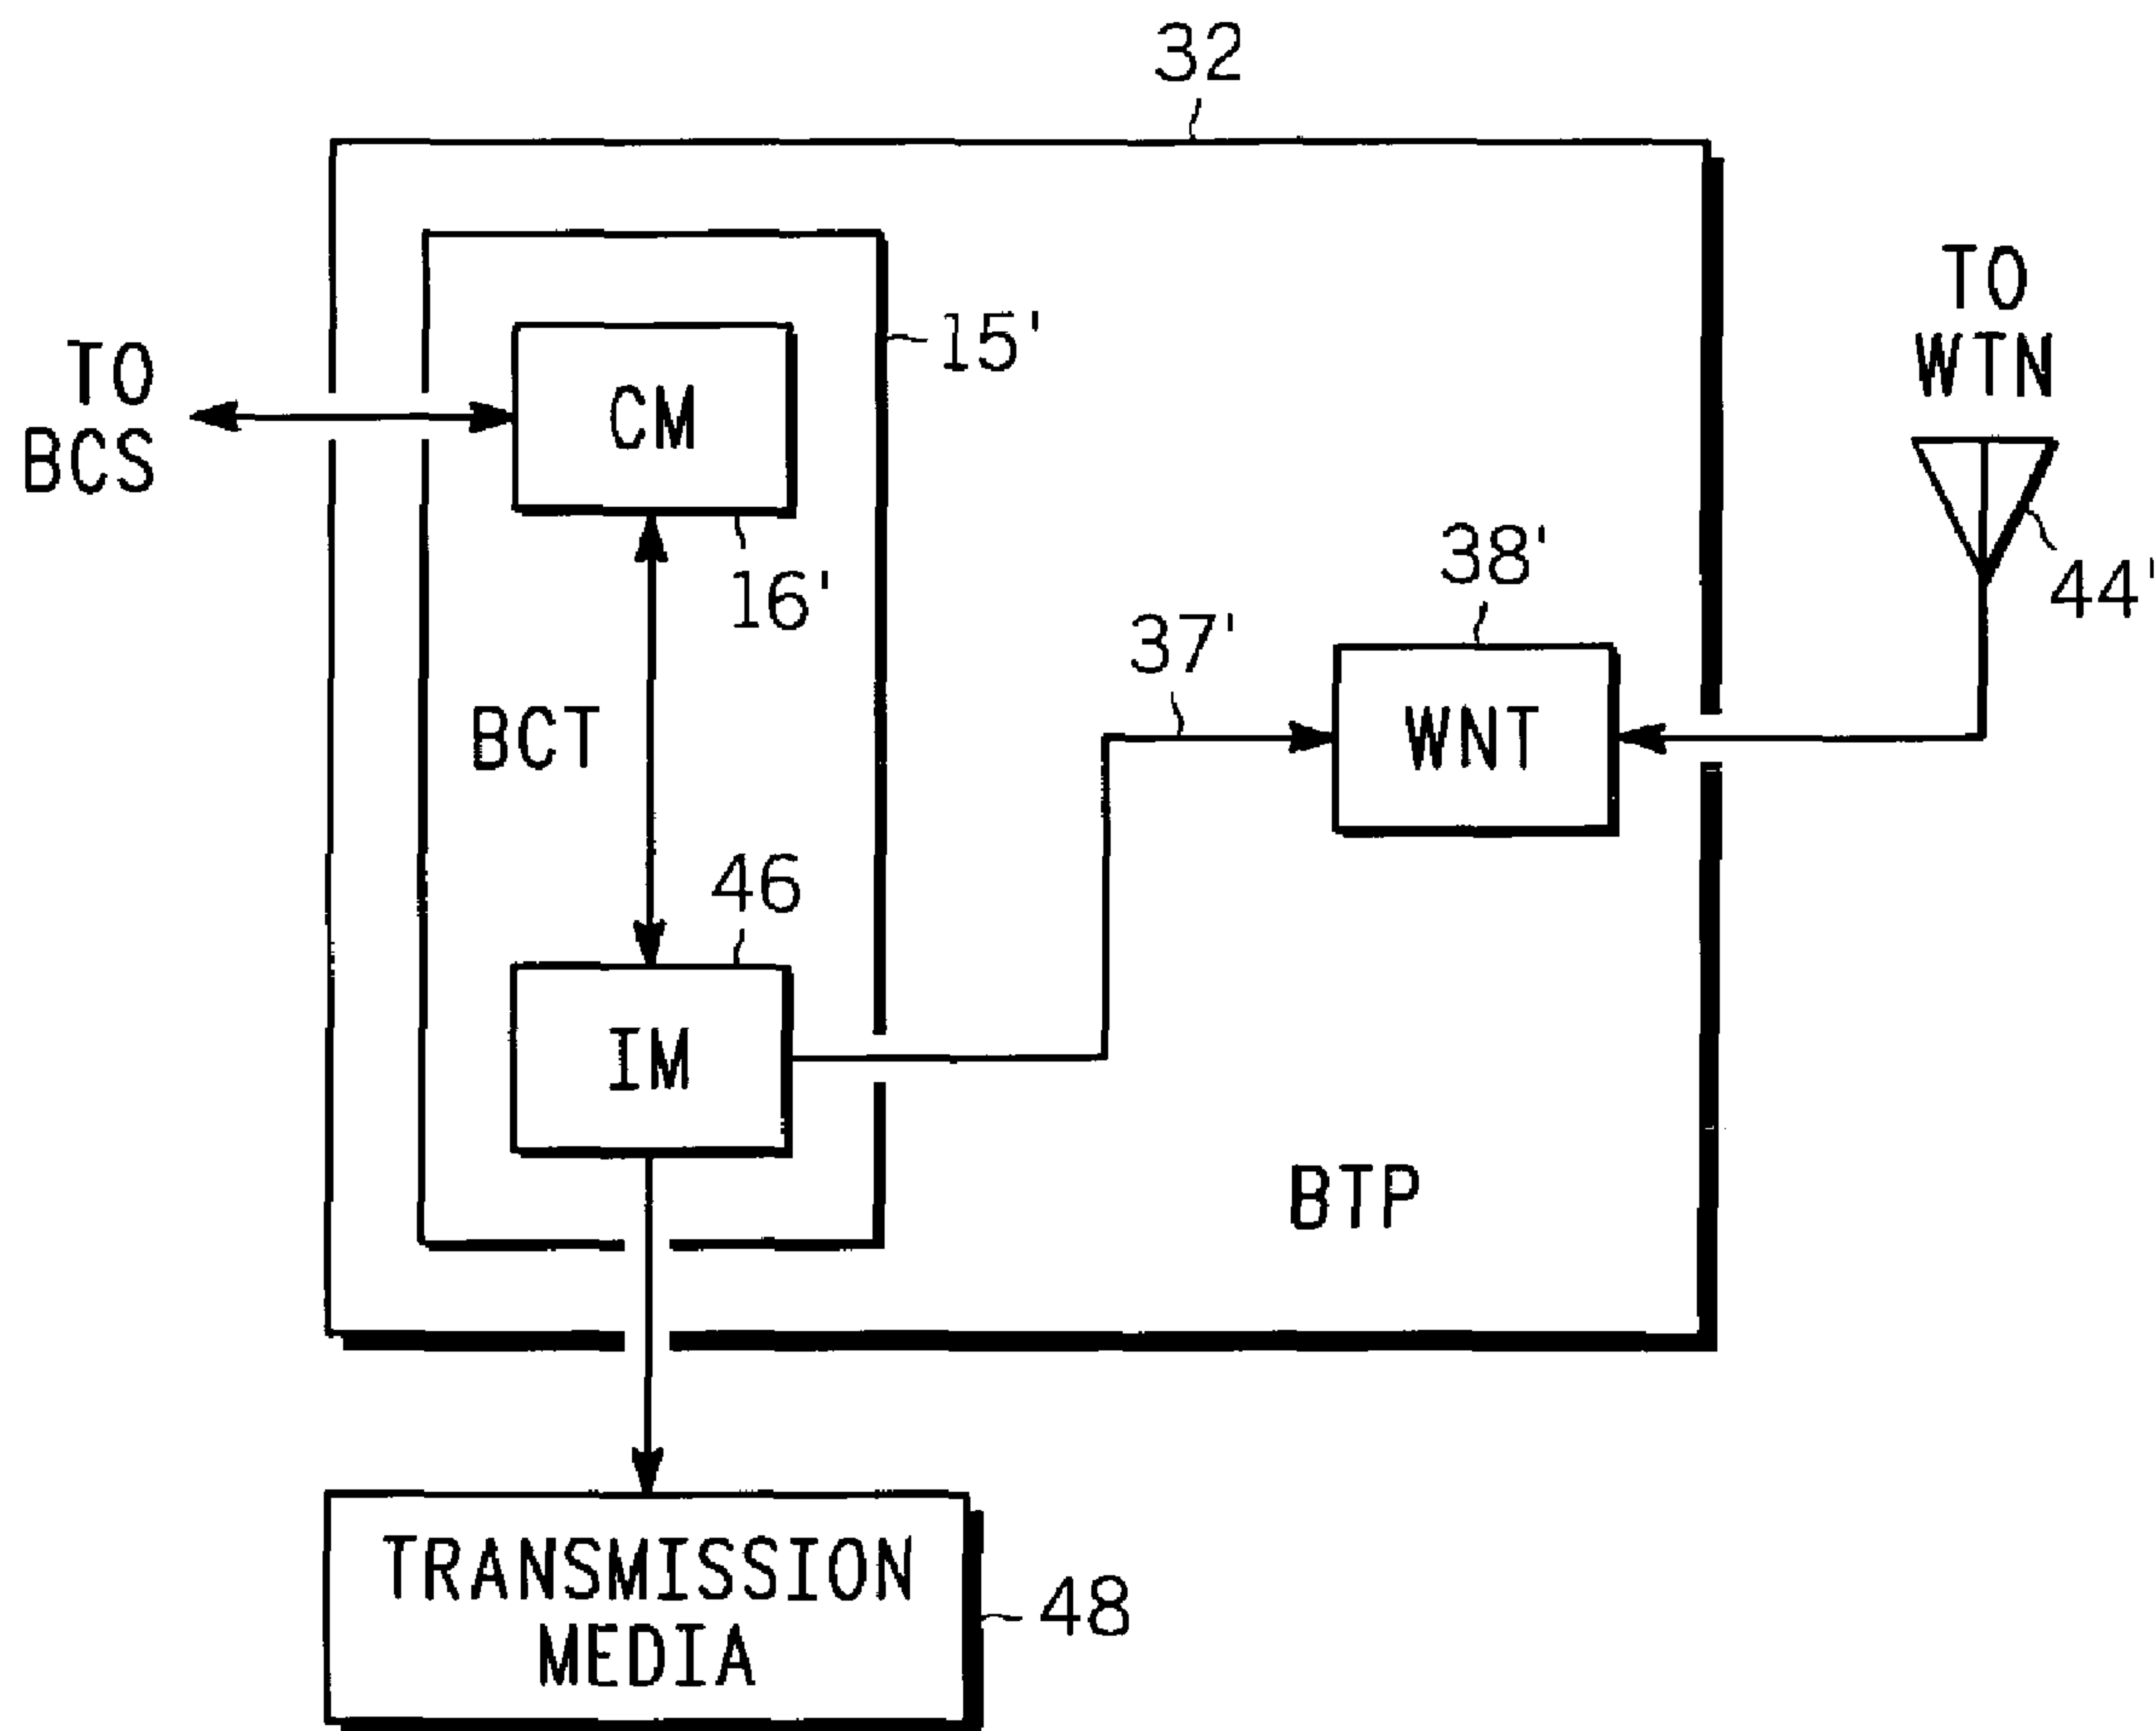 32
TO
WTN
15'
TO
BCS
CM
38'
44'
16'
37'
BCT
WNT
46
IM
BTP
TRANSMISSION
MEDIA
48